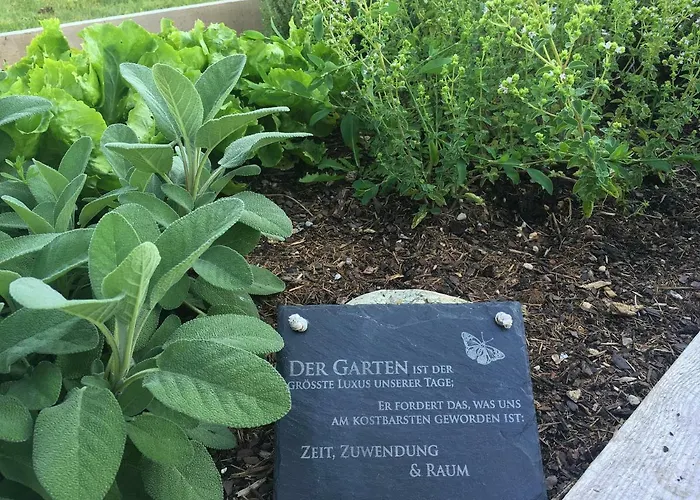 DER GARTEN IST DER
GRÖSSTE LUXUS UNSERER TAGE;
ER FORDERT DAS, WAS UNS
AM KOSTBARSTEN GEWORDEN IST:
ZEIT, ZUWENDUNG
& RAUM